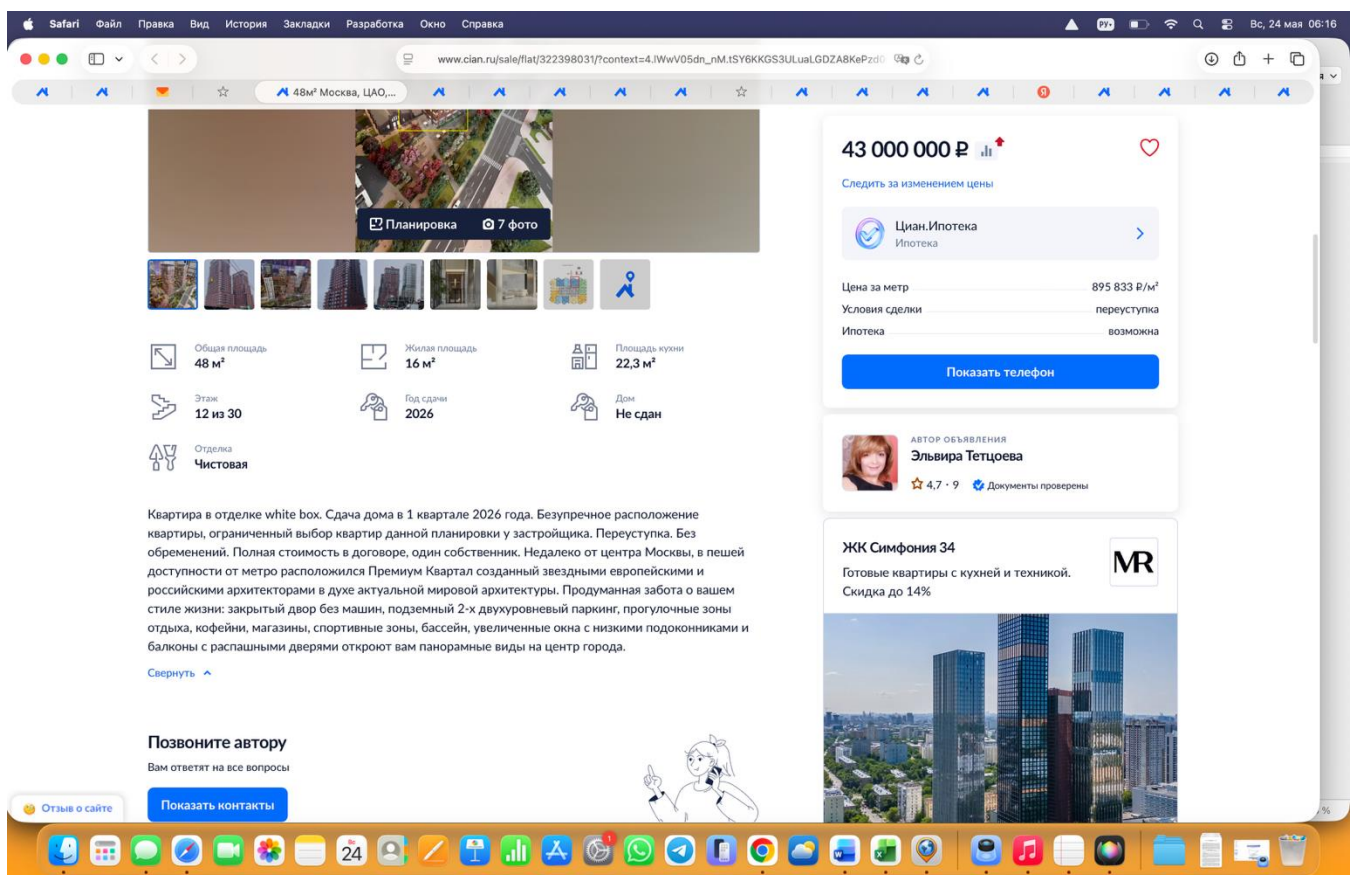 Safari Файл Правка Вид История Закладки Разработка Окно Справка
РУ Вс, 24 мая 06:16
www.cian.ru/sale/flat/322398031/?context=4.IWwV05dn_nM.tSY6KKGS3ULuaLGDZA8KePzd0
48м² Москва, ЦАО,...
Я
Планировка 7 фото
43 000 000 ₽
Следить за изменением цены
Циан.Ипотека
Ипотека
Цена за метр 895 833 ₽/м²
Условия сделки переуступка
Ипотека возможна
Показать телефон
Общая площадь
48 м²
Жилая площадь
16 м²
Площадь кухни
22,3 м²
Этаж
12 из 30
Год сдачи
2026
Дом
Не сдан
Отделка
Чистовая
АВТОР ОБЪЯВЛЕНИЯ
Эльвира Тетцоева
4,7 · 9 Документы проверены
Квартира в отделке white box. Сдача дома в 1 квартале 2026 года. Безупречное расположение
квартиры, ограниченный выбор квартир данной планировки у застройщика. Переуступка. Без
обременений. Полная стоимость в договоре, один собственник. Недалеко от центра Москвы, в пешей
доступности от метро расположился Премиум Квартал созданный звездными европейскими и
российскими архитекторами в духе актуальной мировой архитектуры. Продуманная забота о вашем
стиле жизни: закрытый двор без машин, подземный 2-х двухуровневый паркинг, прогулочные зоны
отдыха, кофейни, магазины, спортивные зоны, бассейн, увеличенные окна с низкими подоконниками и
балконы с распашными дверями откроют вам панорамные виды на центр города.
Свернуть
ЖК Симфония 34
Готовые квартиры с кухней и техникой.
Скидка до 14%
MR
Позвоните автору
Вам ответят на все вопросы
Показать контакты
Отзыв о сайте
%
Вс
24
1